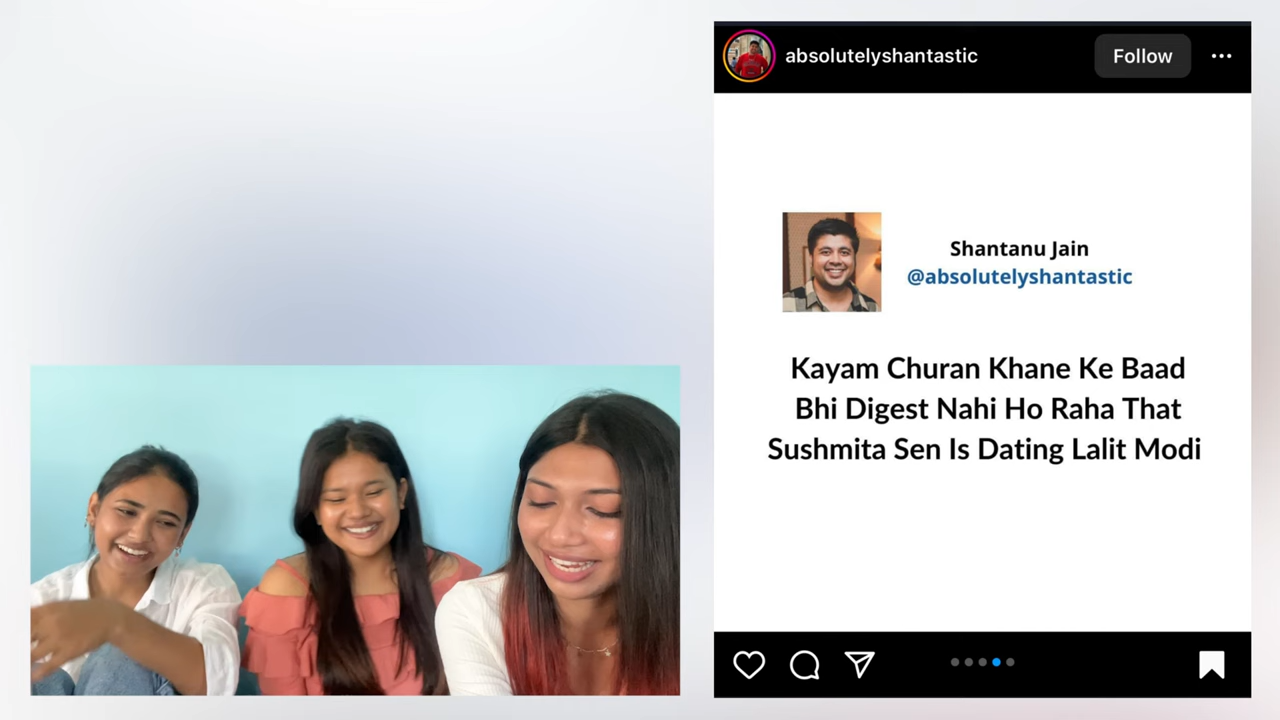 absolutelyshantastic
Follow
Shantanu Jain
@absolutelyshantastic
Kayam Churan Khane Ke Baad
Bhi Digest Nahi Ho Raha That
Sushmita Sen Is Dating Lalit Modi